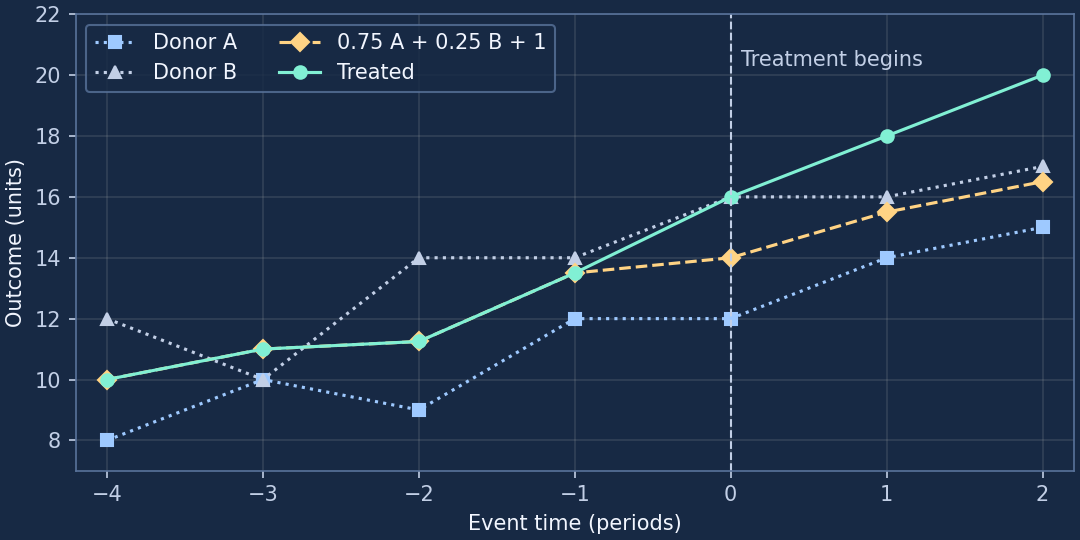 22
20
18
16
14
12
10
8
Outcome (units)
Donor A
Donor B
0.75 A + 0.25 B + 1
Treated
Treatment begins
−4 −3 −2 −1 0 1 2
Event time (periods)